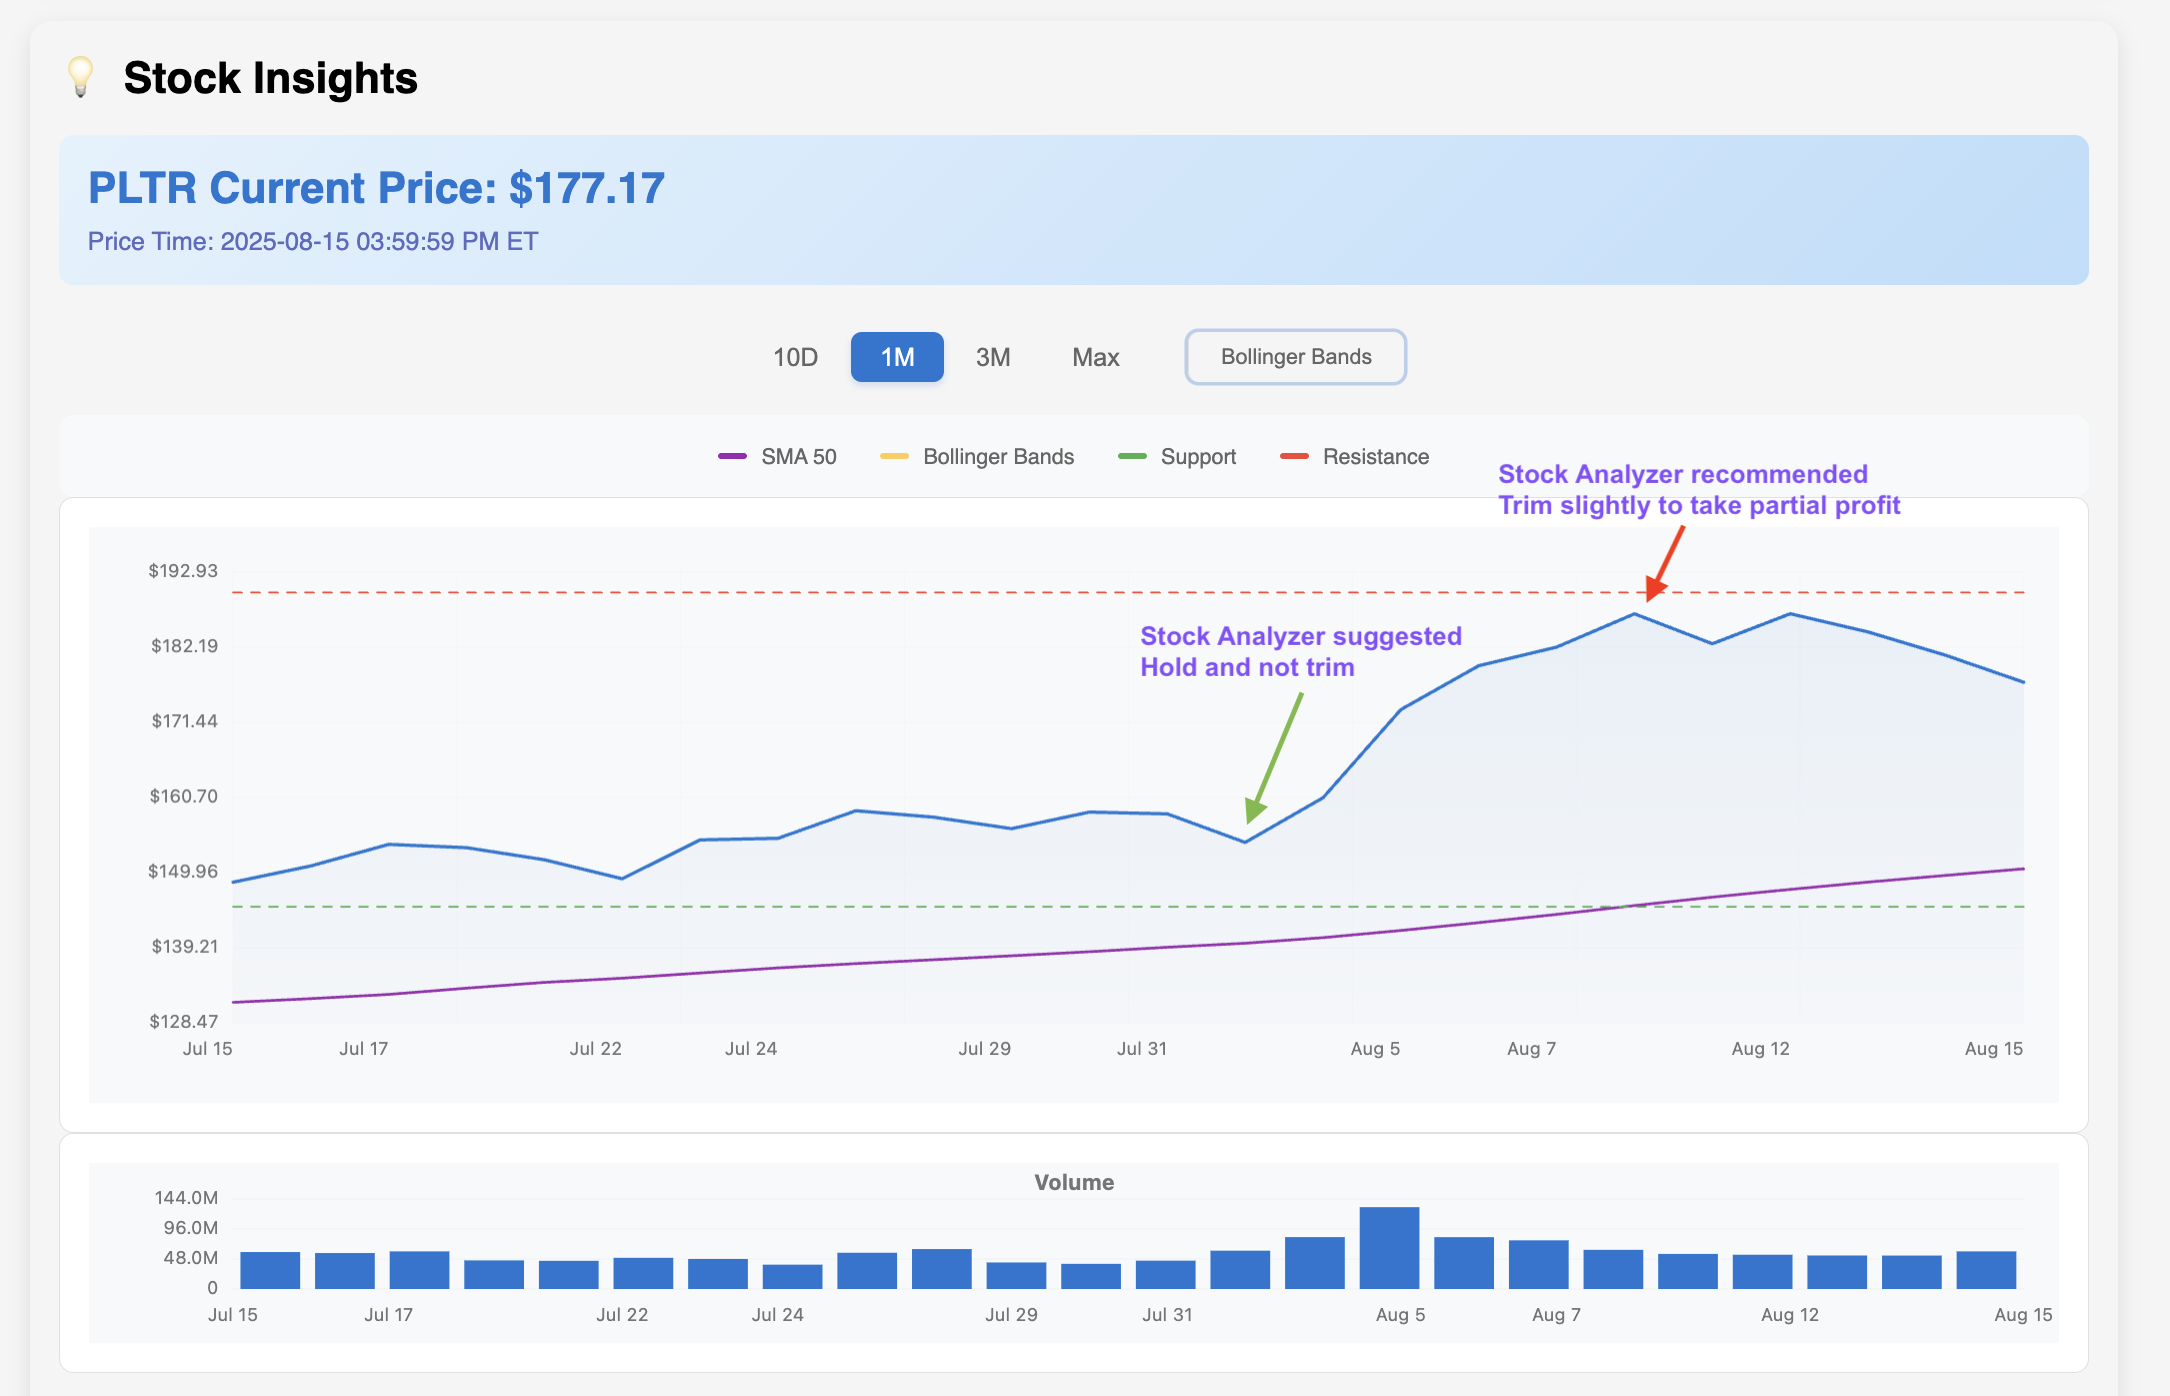 Stock Insights
PLTR Current Price: $177.17
Price Time: 2025-08-15 03:59:59 PM ET
10D 1M 3M Max Bollinger Bands
SMA 50 Bollinger Bands Support Resistance
Stock Analyzer recommended
Trim slightly to take partial profit
Stock Analyzer suggested
Hold and not trim
$192.93
$182.19
$171.44
$160.70
$149.96
$139.21
$128.47
Jul 15 Jul 17 Jul 22 Jul 24 Jul 29 Jul 31 Aug 5 Aug 7 Aug 12 Aug 15
Volume
144.0M
96.0M
48.0M
0
Jul 15 Jul 17 Jul 22 Jul 24 Jul 29 Jul 31 Aug 5 Aug 7 Aug 12 Aug 15